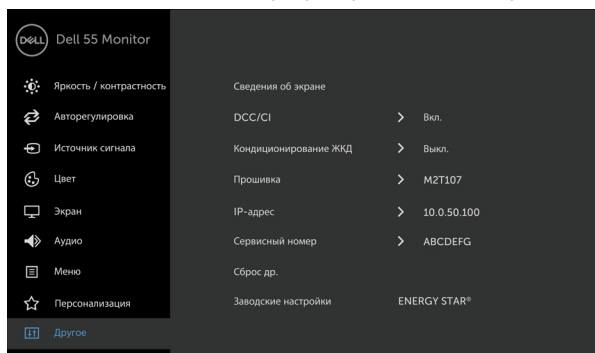 DELL Dell 55 Monitor
Яркость / контрастность
Авторегулировка
Источник сигнала
Цвет
Экран
Аудио
Меню
Персонализация
Другое
Сведения об экране
DCC/CI > Вкл.
Кондиционирование ЖКД > Выкл.
Прошивка > M2T107
IP-адрес > 10.0.50.100
Сервисный номер > ABCDEFG
Сброс др.
Заводские настройки ENERGY STAR®